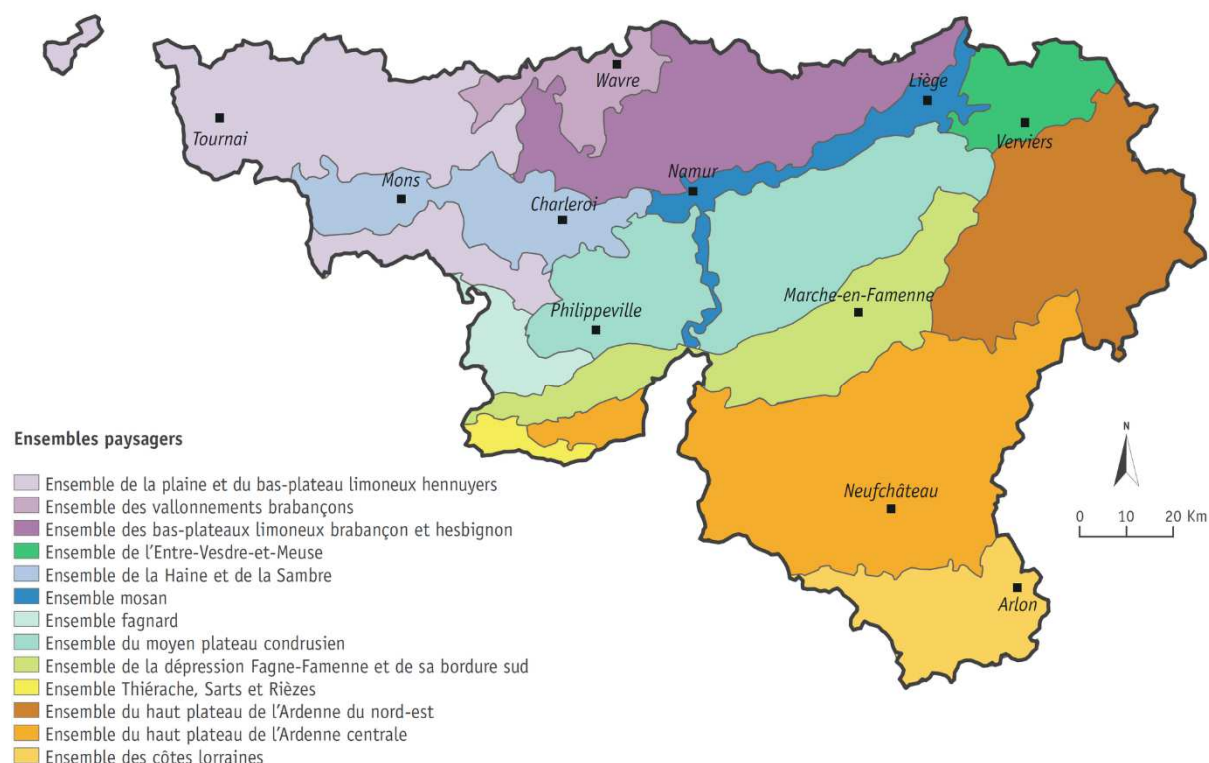 Wavre
Liège
Tournai
Verviers
Mons
Namur
Charleroi
Marche-en-Famenne
Philippeville
Ensembles paysagers
N
Ensemble de la plaine et du bas-plateau limoneux hennuyers
Ensemble des vallonnements brabançons
Neufchâteau
Ensemble des bas-plateaux limoneux brabançon et hesbignon
0 10 20 Km
Ensemble de l'Entre-Vesdre-et-Meuse
Ensemble de la Haine et de la Sambre
Ensemble mosan
Arlon
Ensemble fagnard
Ensemble du moyen plateau condrusien
Ensemble de la dépression Fagne-Famenne et de sa bordure sud
Ensemble Thiérache, Sarts et Rièzes
Ensemble du haut plateau de l'Ardenne du nord-est
Ensemble du haut plateau de l'Ardenne centrale
Ensemble des côtes lorraines